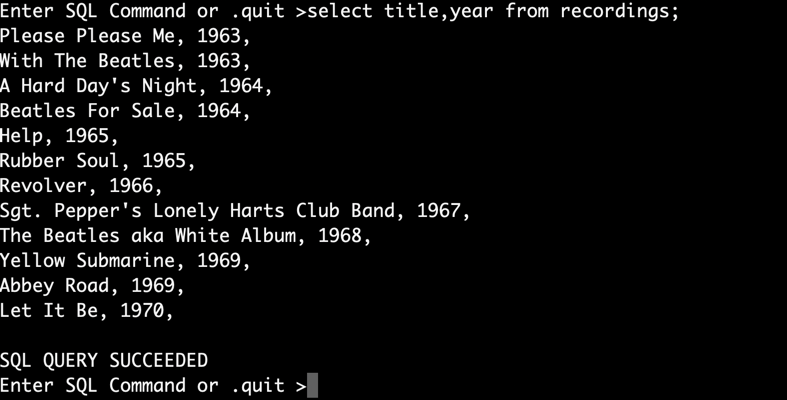 Enter SQL Command or .quit >select title,year from recordings;
Please Please Me, 1963,
With The Beatles, 1963,
A Hard Day's Night, 1964,
Beatles For Sale, 1964,
Help, 1965,
Rubber Soul, 1965,
Revolver, 1966,
Sgt. Pepper's Lonely Harts Club Band, 1967,
The Beatles aka White Album, 1968,
Yellow Submarine, 1969,
Abbey Road, 1969,
Let It Be, 1970,
SQL QUERY SUCCEEDED
Enter SQL Command or .quit >